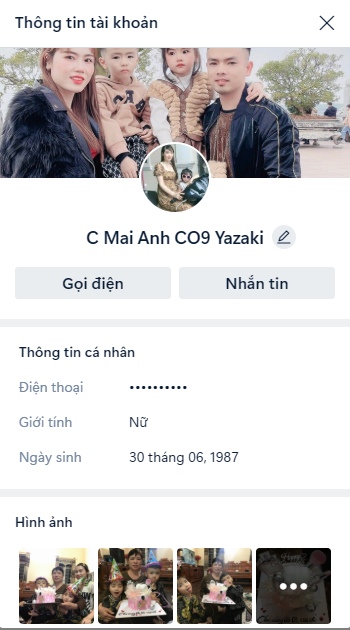 Thông tin tài khoản
C Mai Anh CO9 Yazaki
Gọi điện
Nhắn tin
Thông tin cá nhân
Điện thoại ••••••••••
Giới tính Nữ
Ngày sinh 30 tháng 06, 1987
Hình ảnh